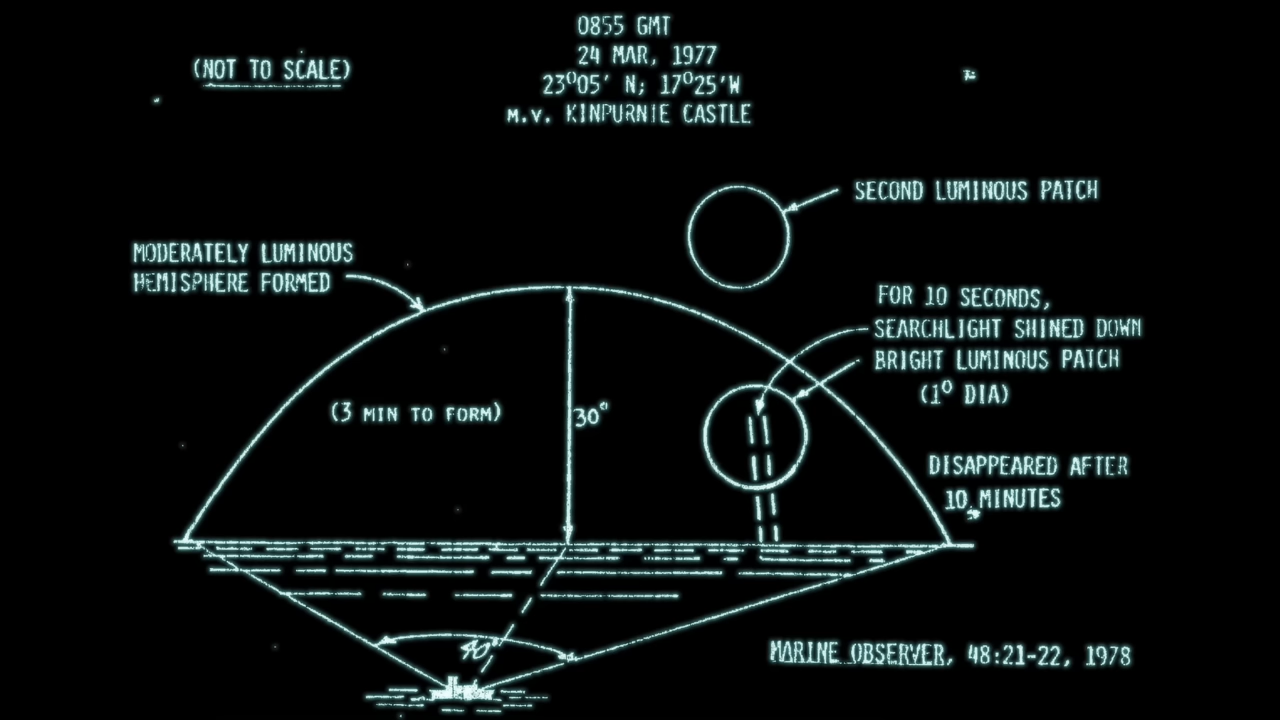 0855 GMT
24 MAR, 1977
23°05' N; 17°25'W
M.V. KINPURNIE CASTLE
(NOT TO SCALE)
SECOND LUMINOUS PATCH
MODERATELY LUMINOUS
HEMISPHERE FORMED
FOR 10 SECONDS,
SEARCHLIGHT SHINED DOWN
BRIGHT LUMINOUS PATCH
(1° DIA)
(3 MIN TO FORM)
30°
DISAPPEARED AFTER
10 MINUTES
MARINE OBSERVER, 48:21-22, 1978